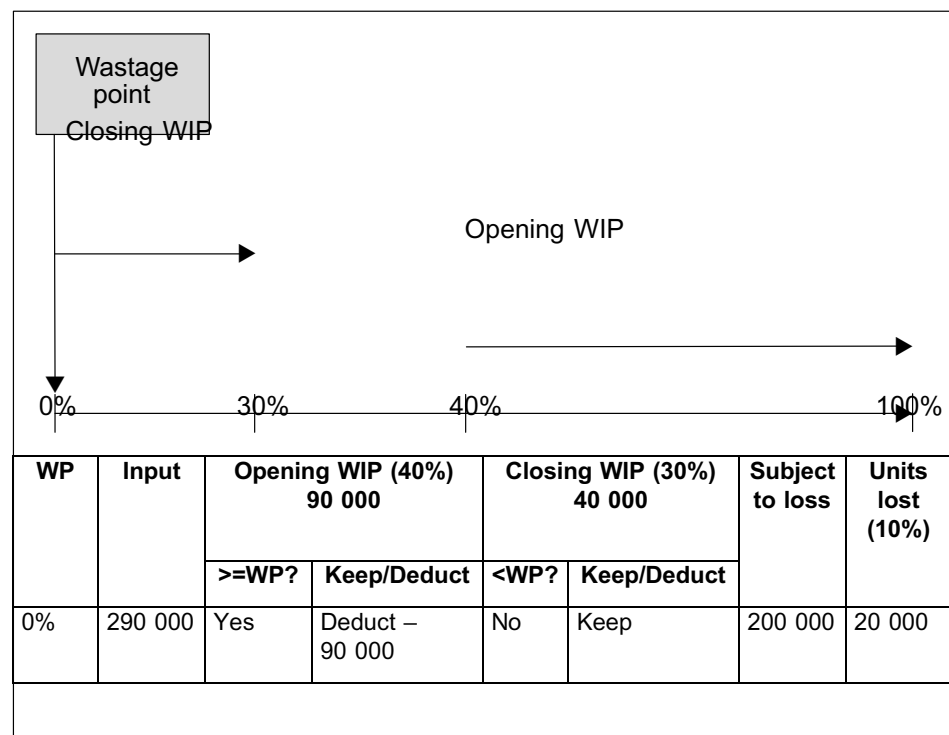 Wastage
point
Closing WIP
Opening WIP
0% 30% 40% 100%
WP Input Opening WIP (40%) Closing WIP (30%) Subject Units
90 000 40 000 to loss lost
(10%)
>=WP? Keep/Deduct <WP? Keep/Deduct
0% 290 000 Yes Deduct – No Keep 200 000 20 000
90 000